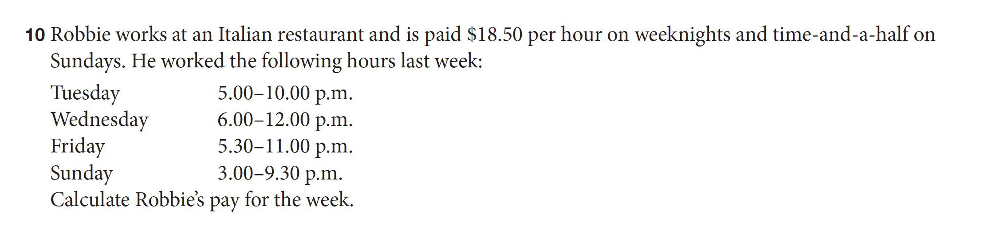 10 Robbie works at an Italian restaurant and is paid $18.50 per hour on weeknights and time-and-a-half on
Sundays. He worked the following hours last week:
Tuesday 5.00–10.00 p.m.
Wednesday 6.00–12.00 p.m.
Friday 5.30–11.00 p.m.
Sunday 3.00–9.30 p.m.
Calculate Robbie’s pay for the week.